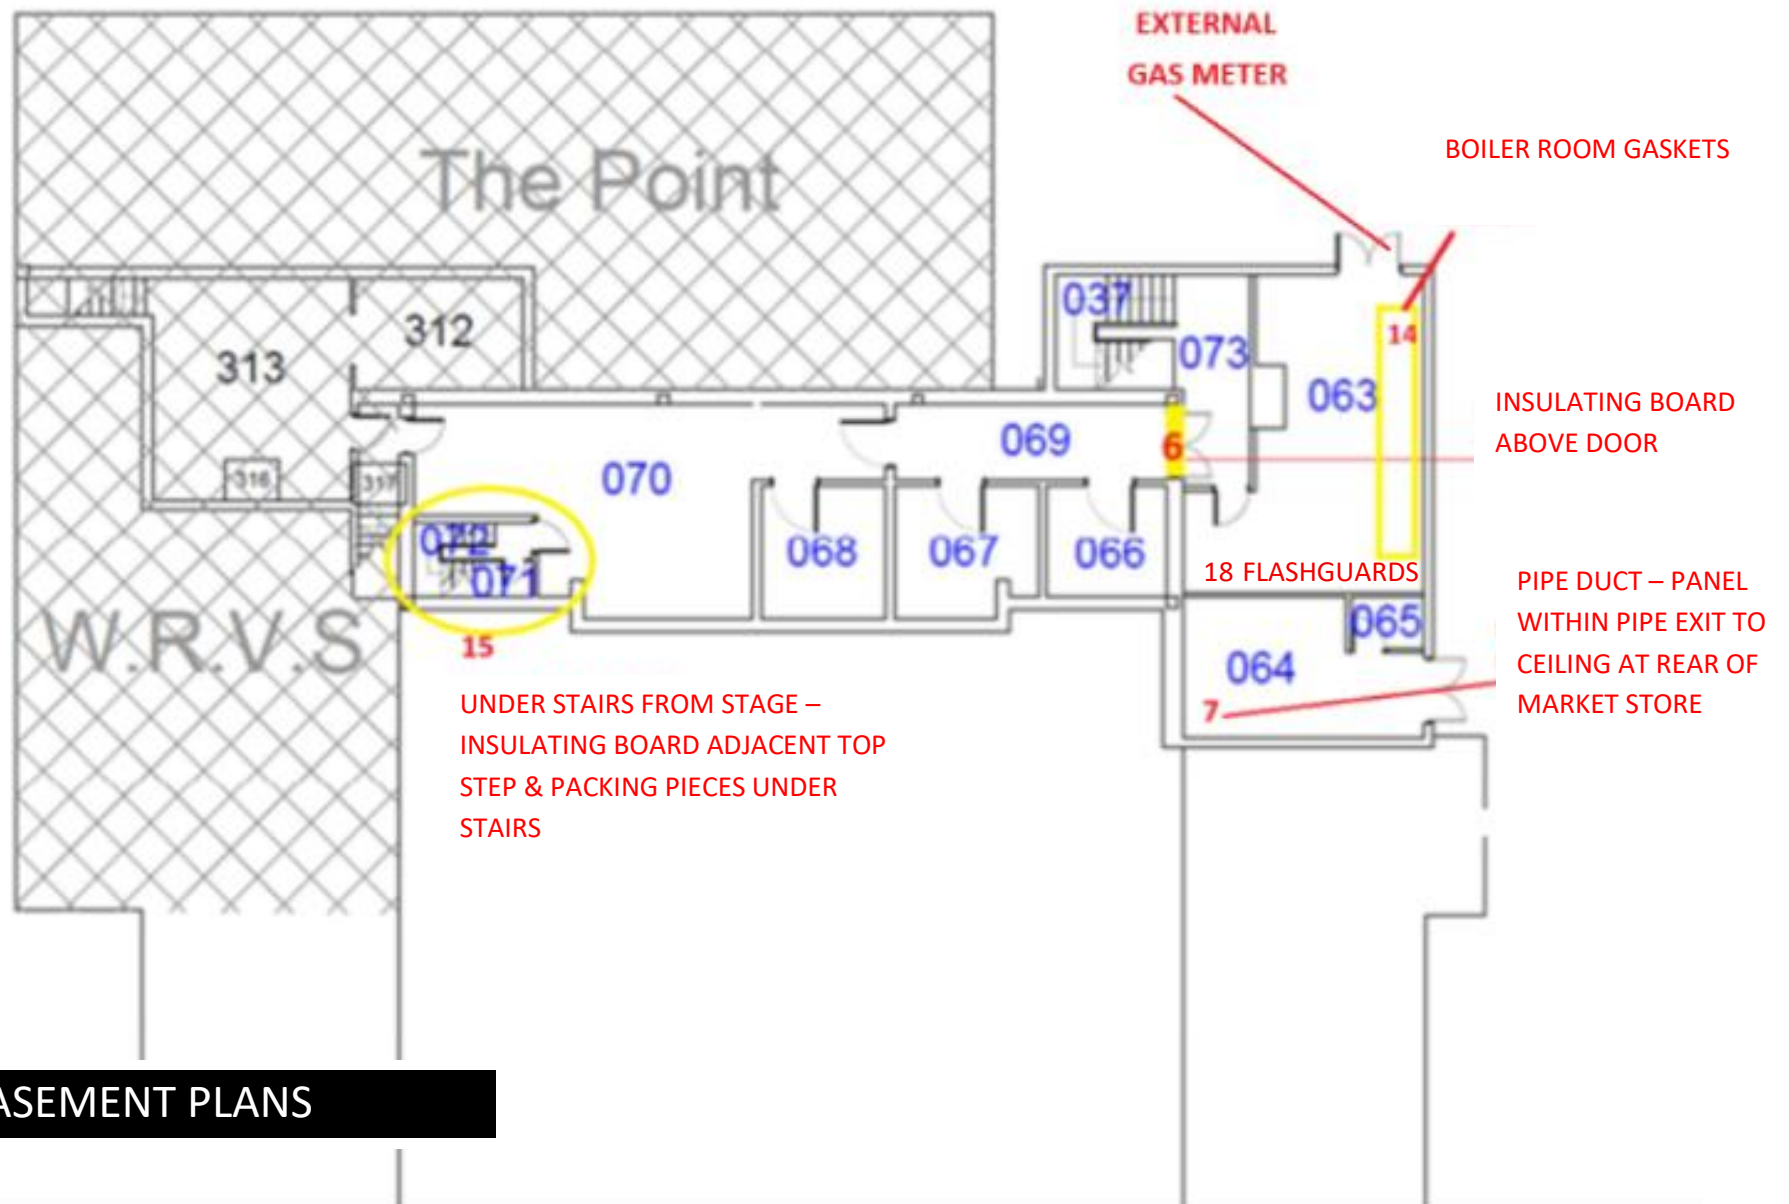 EXTERNAL
GAS METER
BOILER ROOM GASKETS
The Point
037
312
313
073
14
063
INSULATING BOARD
ABOVE DOOR
069
6
316
317
070
072
071
068
067
066
18 FLASHGUARDS
PIPE DUCT – PANEL
WITHIN PIPE EXIT TO
CEILING AT REAR OF
MARKET STORE
065
W.R.V.S
15
064
7
UNDER STAIRS FROM STAGE –
INSULATING BOARD ADJACENT TOP
STEP & PACKING PIECES UNDER
STAIRS
ASEMENT PLANS